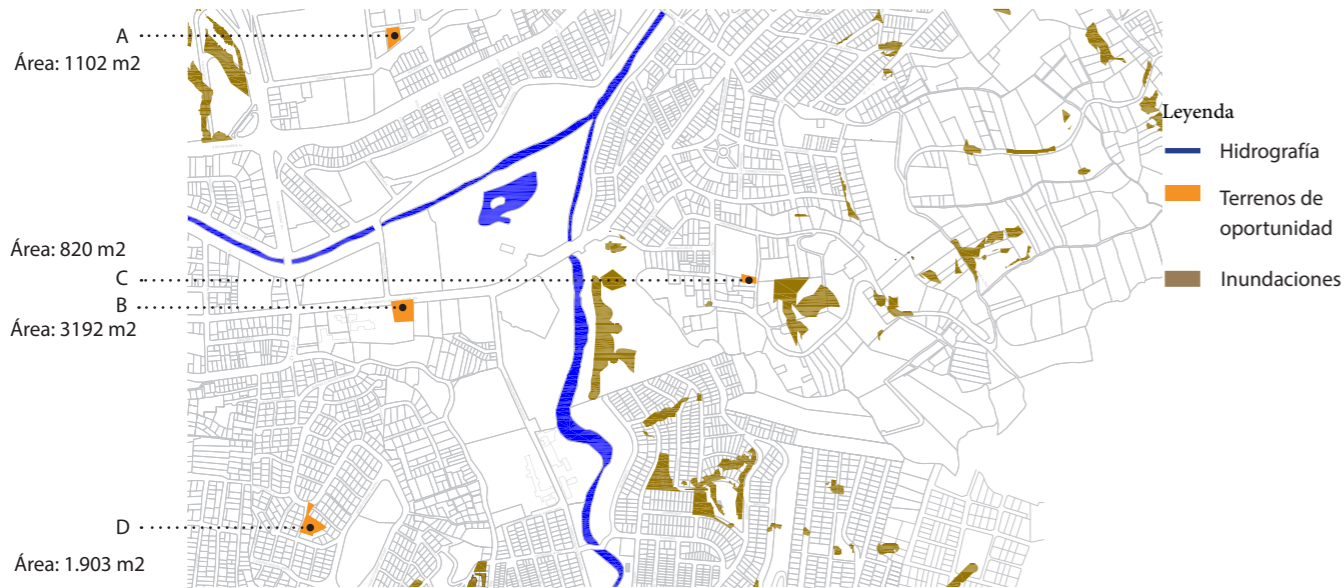 A
Área: 1102 m2
Área: 820 m2
C
B
Área: 3192 m2
D
Área: 1.903 m2
Leyenda
Hidrografía
Terrenos de
oportunidad
Inundaciones